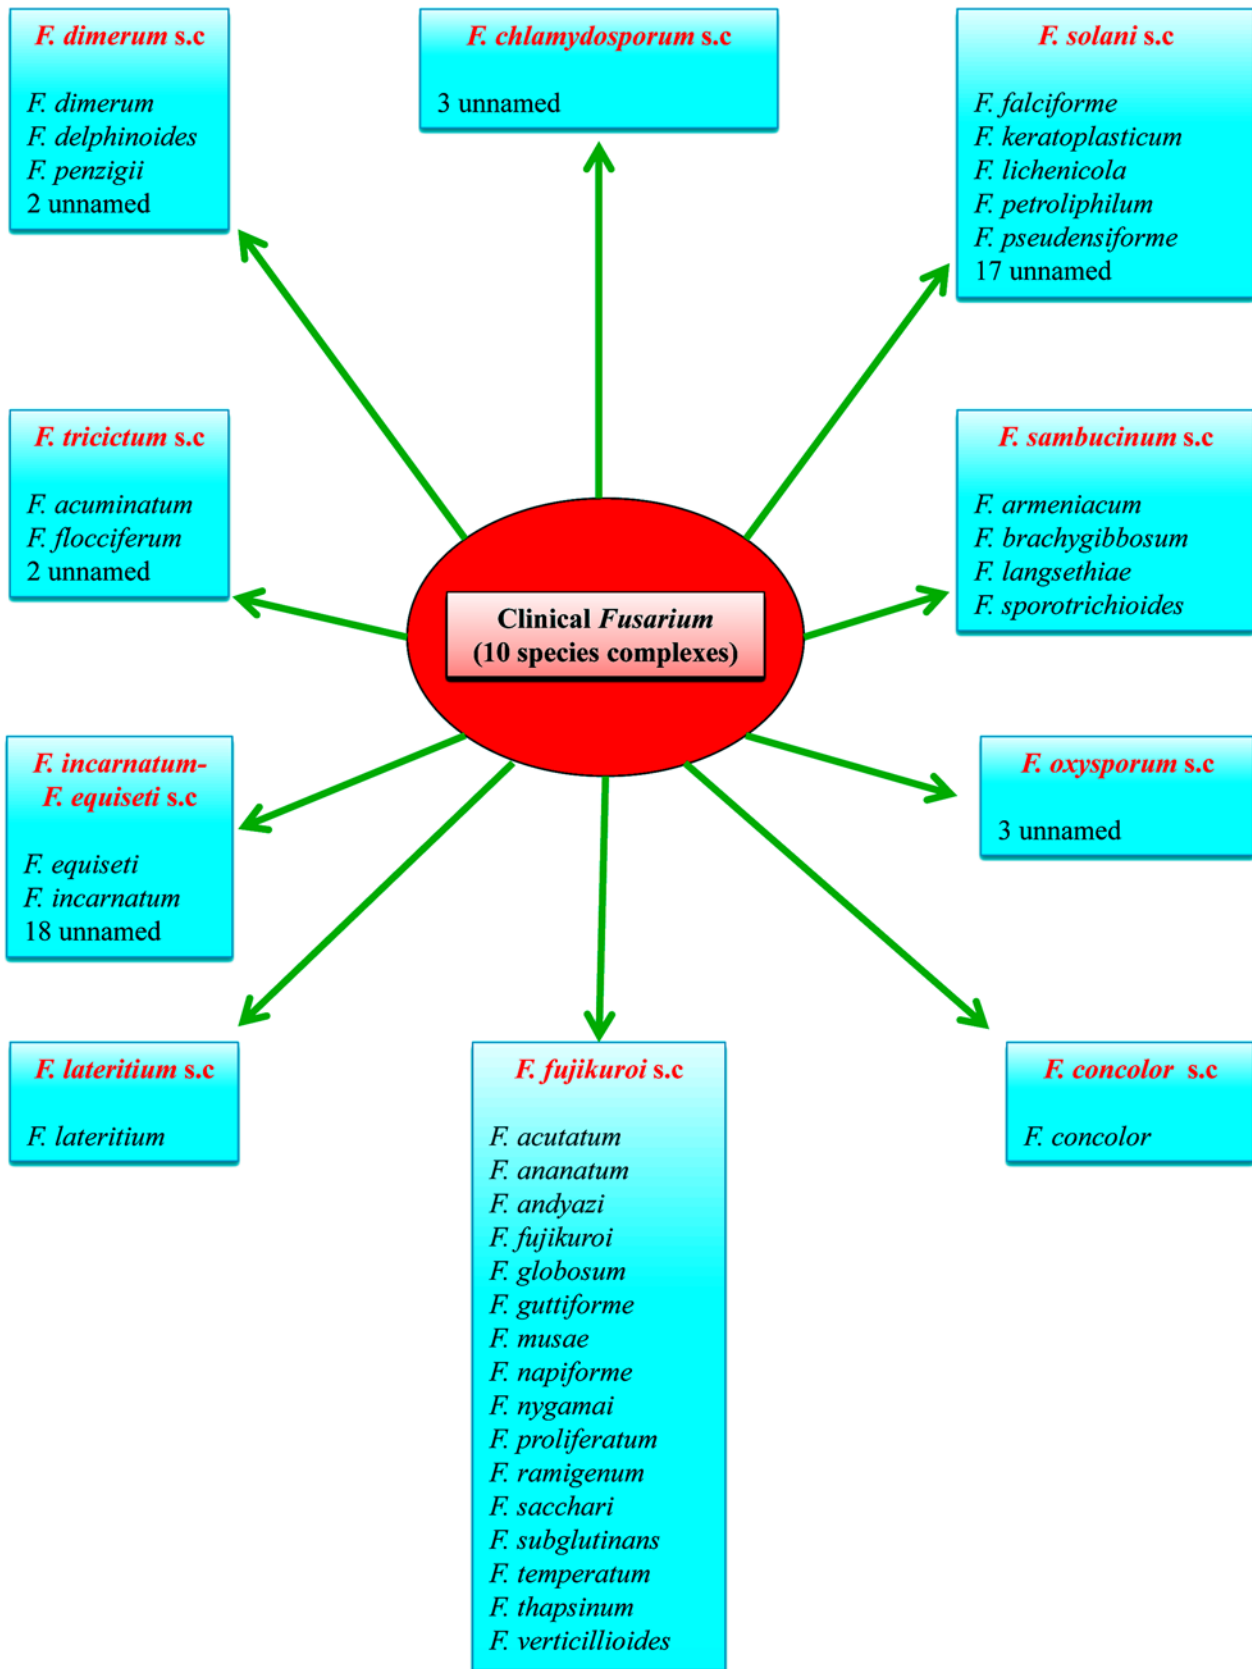 F. dimerum s.c
F. dimerum
F. delphinoides
F. penzigii
2 unnamed
F. chlamydosporum s.c
3 unnamed
F. solani s.c
F. falciforme
F. keratoplasticum
F. lichenicola
F. petroliphilum
F. pseudensiforme
17 unnamed
F. tricictum s.c
F. acuminatum
F. flocciferum
2 unnamed
F. sambucinum s.c
F. armeniacum
F. brachygibbosum
F. langsethiae
F. sporotrichioides
Clinical Fusarium
(10 species complexes)
F. incarnatum-
F. equiseti s.c
F. equiseti
F. incarnatum
18 unnamed
F. oxysporum s.c
3 unnamed
F. lateritium s.c
F. lateritium
F. fujikuroi s.c
F. acutatum
F. ananatum
F. andyazi
F. fujikuroi
F. globosum
F. guttiforme
F. musae
F. napiforme
F. nygamai
F. proliferatum
F. ramigenum
F. sacchari
F. subglutinans
F. temperatum
F. thapsinum
F. verticillioides
F. concolor s.c
F. concolor